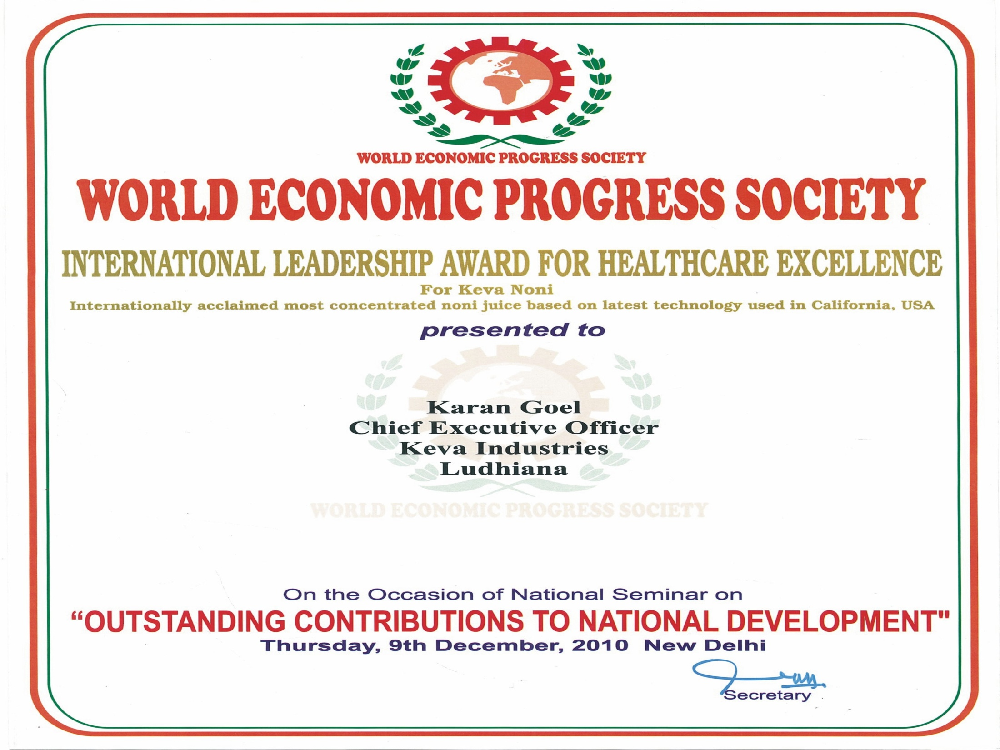 WORLD ECONOMIC PROGRESS SOCIETY
WORLD ECONOMIC PROGRESS SOCIETY
INTERNATIONAL LEADERSHIP AWARD FOR HEALTHCARE EXCELLENCE
For Keva Noni
Internationally acclaimed most concentrated noni juice based on latest technology used in California, USA
presented to
Karan Goel
Chief Executive Officer
Keva Industries
Ludhiana
WORLD ECONOMIC PROGRESS SOCIETY
On the Occasion of National Seminar on
“OUTSTANDING CONTRIBUTIONS TO NATIONAL DEVELOPMENT"
Thursday, 9th December, 2010 New Delhi
Secretary